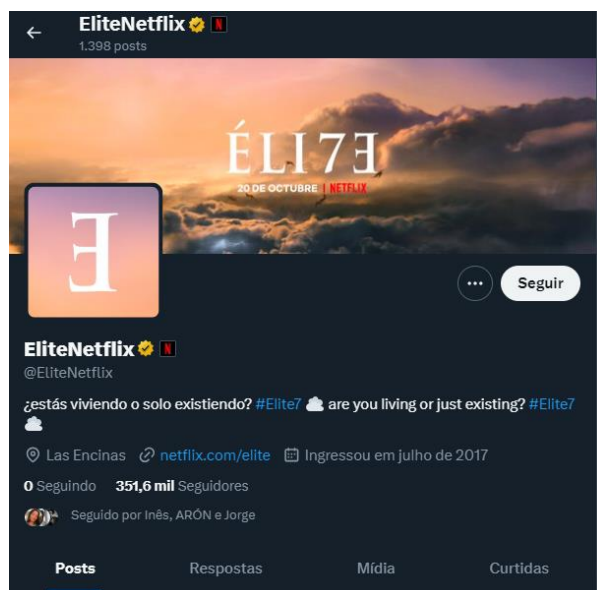 EliteNetflix N
1.398 posts
ÉLI7Ǝ
20 DE OCTUBRE | NETFLIX
Ǝ
... Seguir
EliteNetflix N
@EliteNetflix
¿estás viviendo o solo existiendo? #Elite7 are you living or just existing? #Elite7
Las Encinas netflix.com/elite Ingressou em julho de 2017
0 Seguindo 351,6 mil Seguidores
Seguido por Inês, ARÓN e Jorge
Posts Respostas Mídia Curtidas